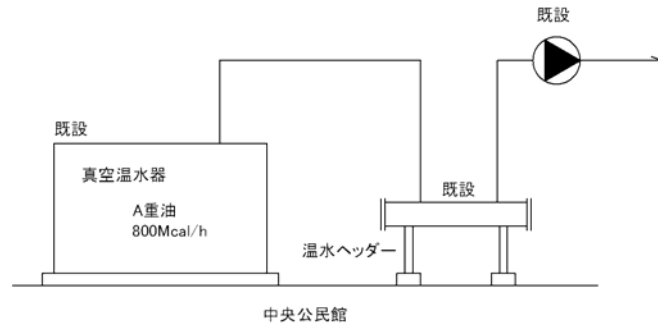 既設
既設
真空温水器
A重油
800Mcal/h
既設
温水ヘッダー
中央公民館